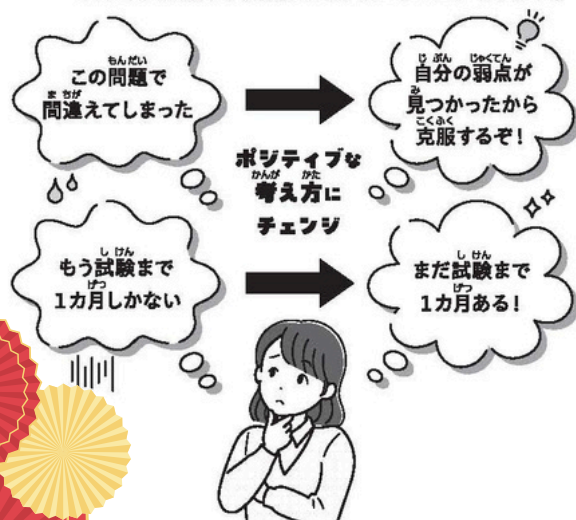 この問題で
間違えてしまった
自分の弱点が
見つかったから
克服するぞ！
ポジティブな
考え方に
チェンジ
もう試験まで
1カ月しかない
まだ試験まで
1カ月ある！